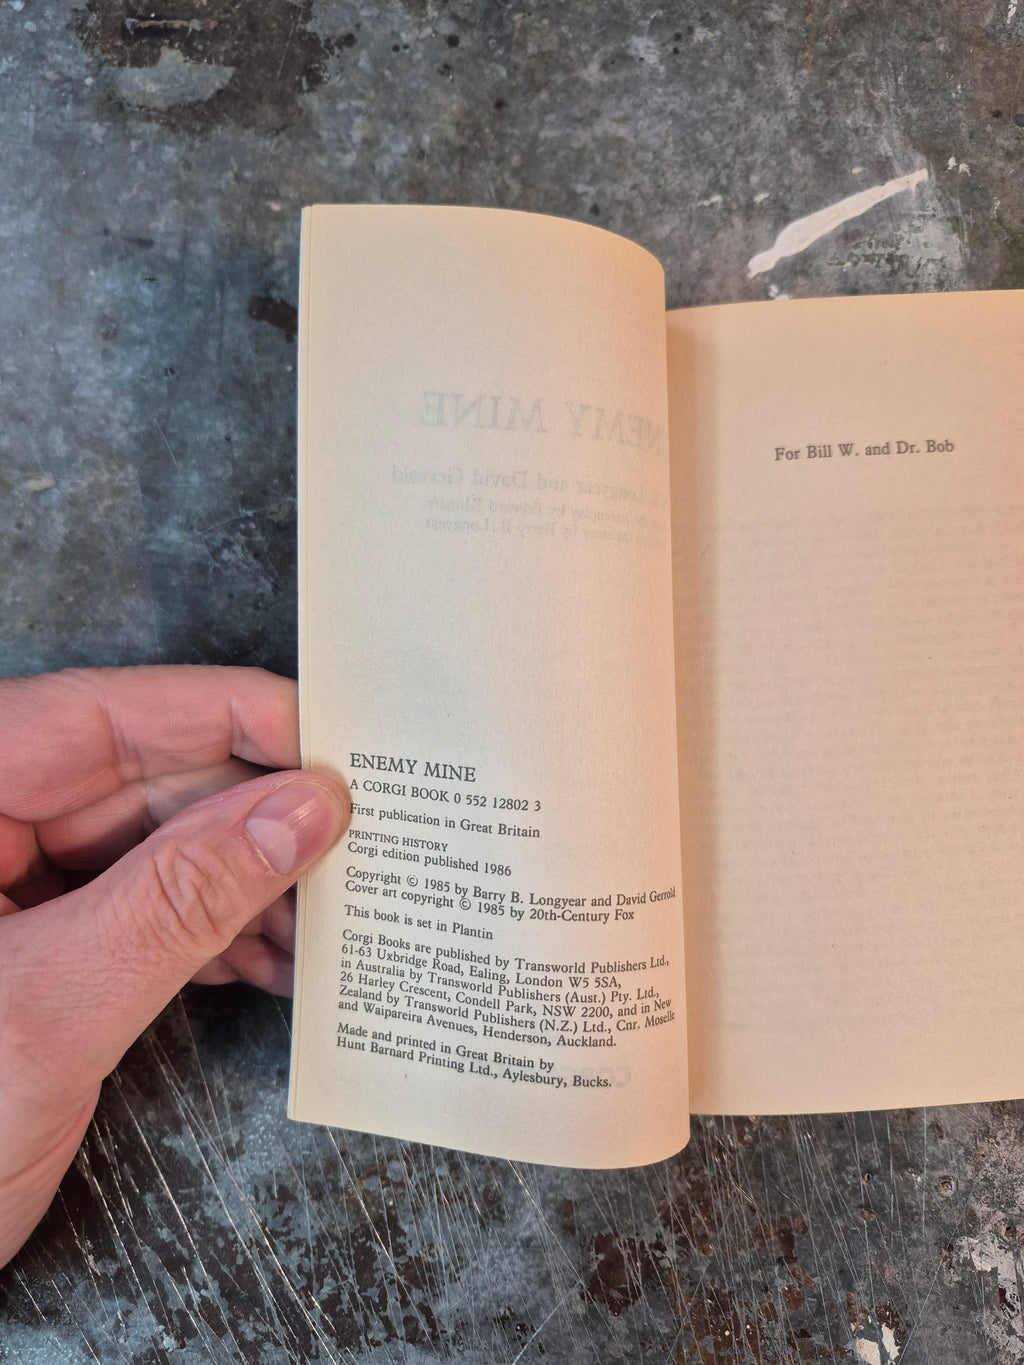 ENEMY MINE
A CORGI BOOK 0 552 12802 3
First publication in Great Britain
PRINTING HISTORY
Corgi edition published 1986
Copyright © 1985 by Barry B. Longyear and David Gerrold
Cover art copyright © 1985 by 20th-Century Fox
This book is set in Plantin
Corgi Books are published by Transworld Publishers Ltd.,
61-63 Uxbridge Road, Ealing, London W5 5SA,
in Australia by Transworld Publishers (Aust.) Pty. Ltd.,
26 Harley Crescent, Condell Park, NSW 2200, and in New
Zealand by Transworld Publishers (N.Z.) Ltd., Cnr. Moselle
and Waipareira Avenues, Henderson, Auckland.
Made and printed in Great Britain by
Hunt Barnard Printing Ltd., Aylesbury, Bucks.
For Bill W. and Dr. Bob